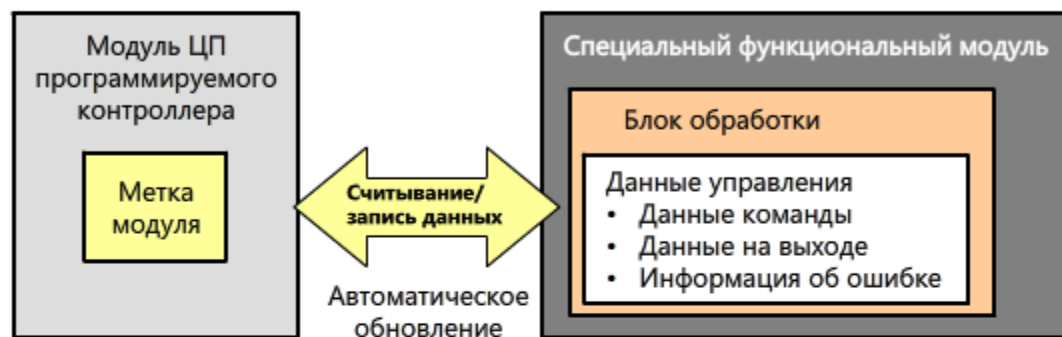 Модуль ЦП
программируемого
контроллера
Метка
модуля
Считывание/
запись данных
Автоматическое
обновление
Специальный функциональный модуль
Блок обработки
Данные управления
• Данные команды
• Данные на выходе
• Информация об ошибке